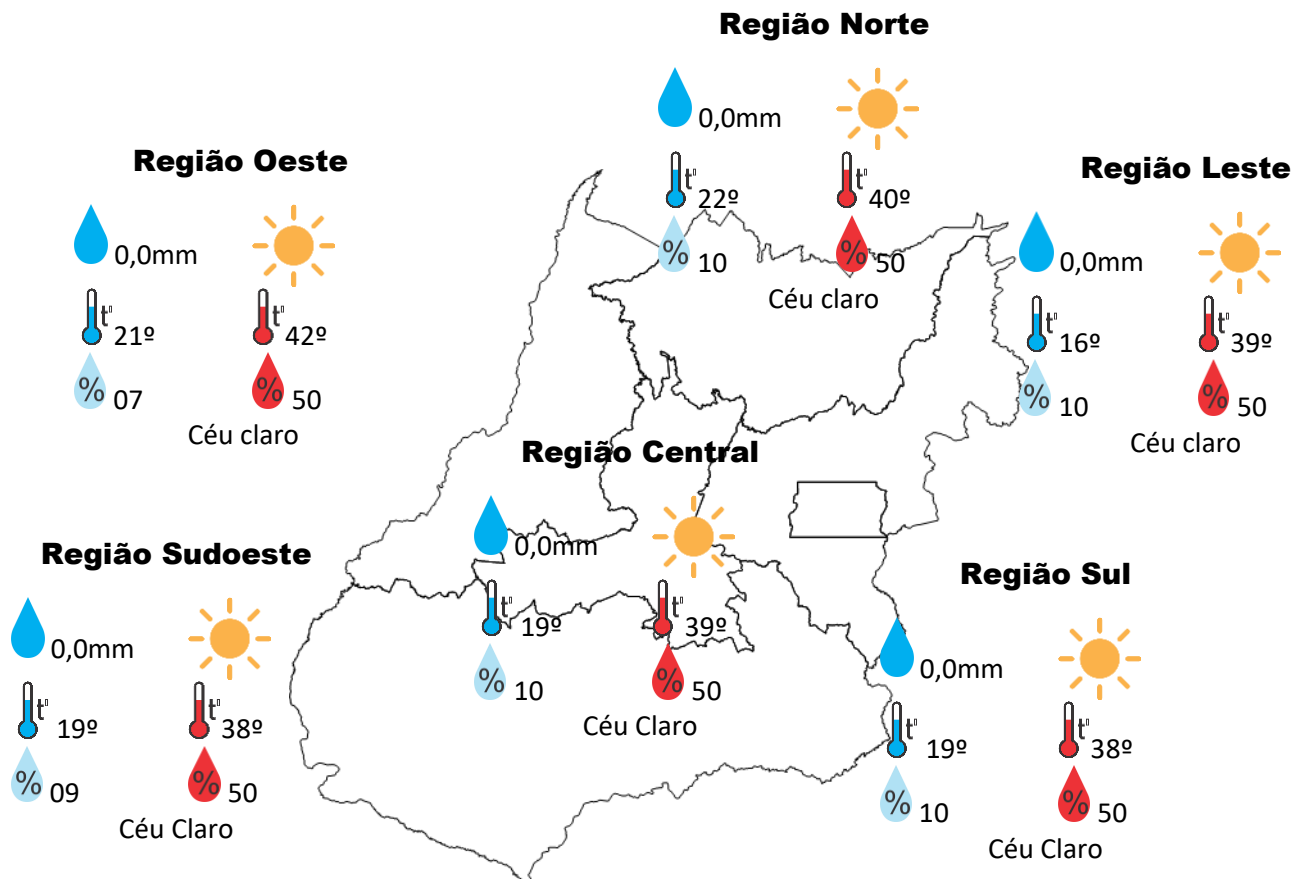 Região Norte
0,0mm
t°
22º
t°
40º
% 10
% 50
Céu claro
Região Oeste
0,0mm
t°
21º
t°
42º
% 07
% 50
Céu claro
Região Leste
0,0mm
t°
16º
t°
39º
% 10
% 50
Céu claro
Região Central
0,0mm
t°
19º
t°
39º
% 10
% 50
Céu Claro
Região Sudoeste
0,0mm
t°
19º
t°
38º
% 09
% 50
Céu Claro
Região Sul
0,0mm
t°
19º
t°
38º
% 10
% 50
Céu Claro